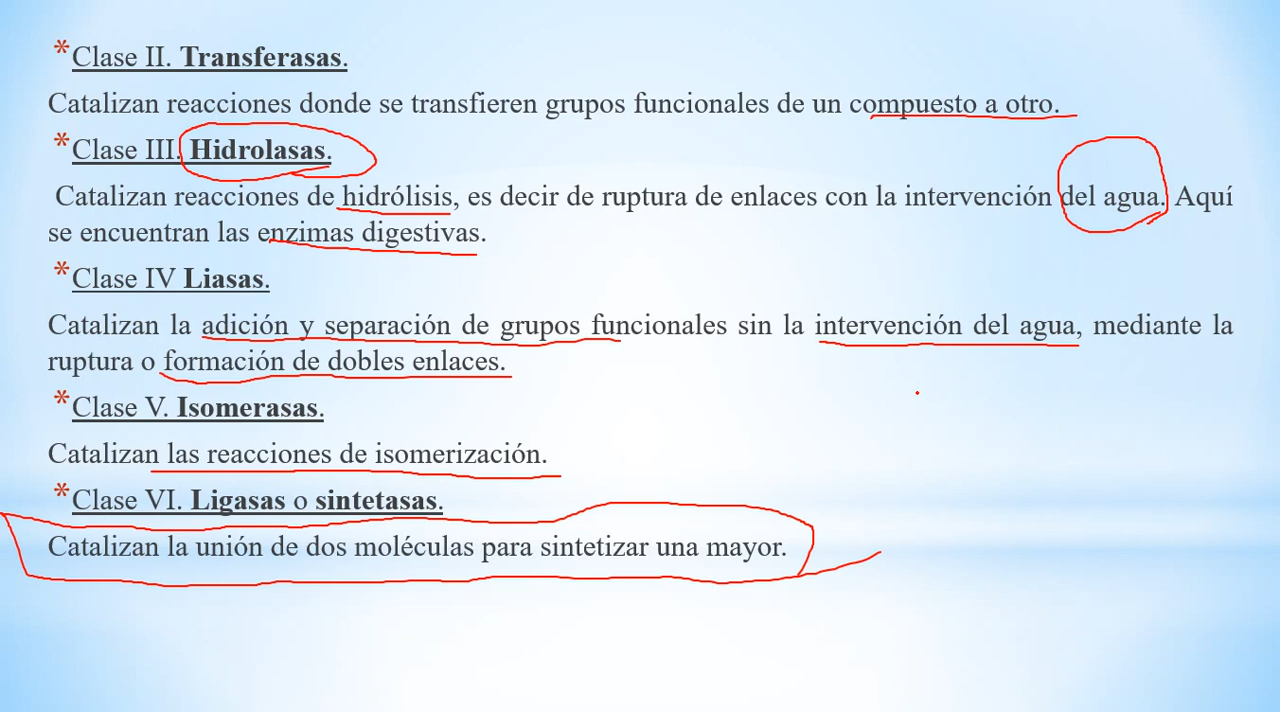 * Clase II. Transferasas.
Catalizan reacciones donde se transfieren grupos funcionales de un compuesto a otro.
* Clase III. Hidrolasas.
Catalizan reacciones de hidrólisis, es decir de ruptura de enlaces con la intervención del agua. Aquí
se encuentran las enzimas digestivas.
* Clase IV Liasas.
Catalizan la adición y separación de grupos funcionales sin la intervención del agua, mediante la
ruptura o formación de dobles enlaces.
* Clase V. Isomerasas.
Catalizan las reacciones de isomerización.
* Clase VI. Ligasas o sintetasas.
Catalizan la unión de dos moléculas para sintetizar una mayor.